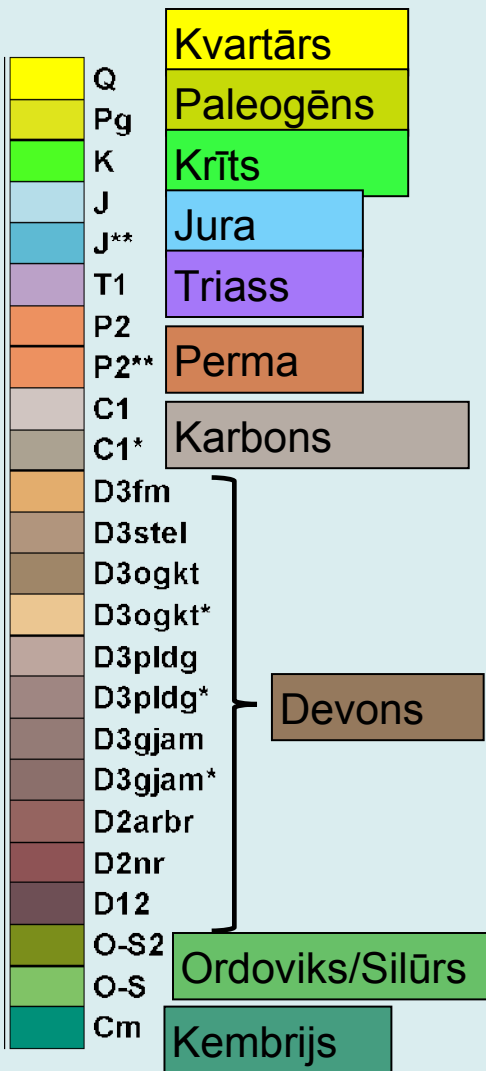 Q
Kvartārs
Pg
Paleogēns
K
Krīts
J
Jura
J**
T1
Triass
P2
P2**
Perma
C1
C1*
Karbons
D3fm
D3stel
D3ogkt
D3ogkt*
D3pldg
D3pldg*
Devons
D3gjam
D3gjam*
D2arbr
D2nr
D12
O-S2
Ordoviks/Silūrs
O-S
Cm
Kembrijs